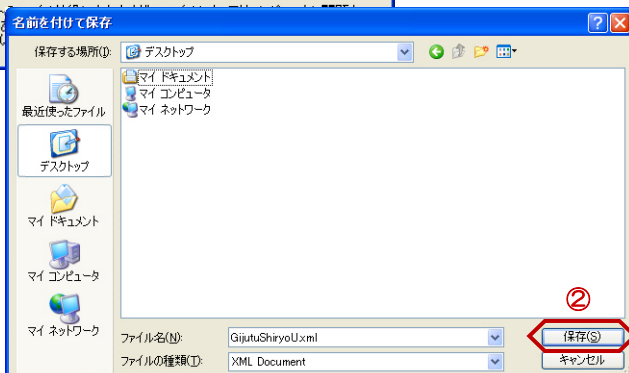 名前を付けて保存
保存する場所(I):
デスクトップ
最近使ったファイル
デスクトップ
マイ ドキュメント
マイ コンピュータ
マイ ネットワーク
マイ ドキュメント
マイ コンピュータ
マイ ネットワーク
ファイル名(N):
GijutuShiryoU.xml
ファイルの種類(T):
XML Document
②
保存(S)
キャンセル